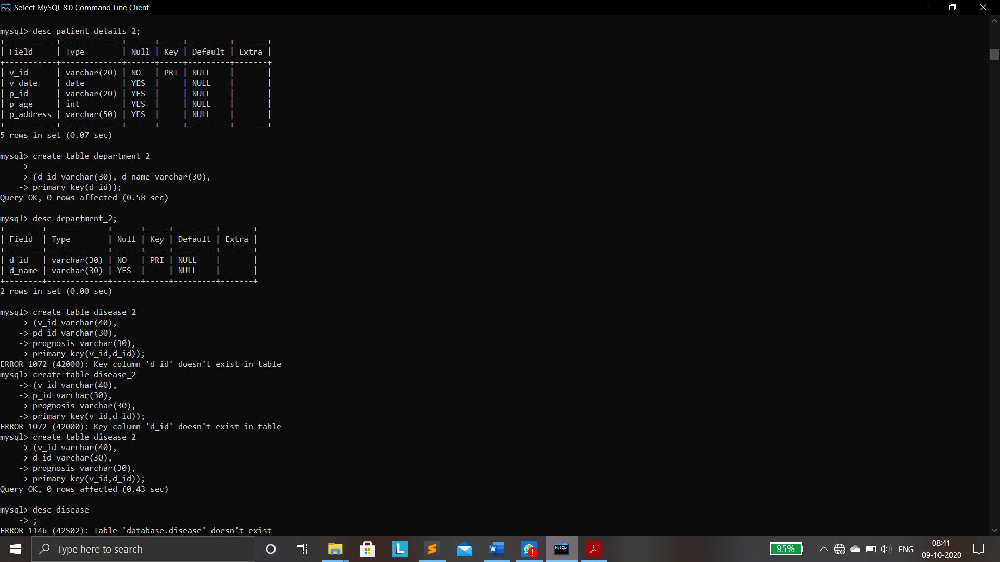 Select MySQL 8.0 Command Line Client
mysql> desc patient_details_2;
+-----------+-------------+------+-----+---------+-------+
| Field     | Type        | Null | Key | Default | Extra |
+-----------+-------------+------+-----+---------+-------+
| v_id      | varchar(20) | NO   | PRI | NULL    |       |
| v_date    | date        | YES  |     | NULL    |       |
| p_id      | varchar(20) | YES  |     | NULL    |       |
| p_age     | int         | YES  |     | NULL    |       |
| p_address | varchar(50) | YES  |     | NULL    |       |
+-----------+-------------+------+-----+---------+-------+
5 rows in set (0.07 sec)
mysql> create table department_2
    ->
    -> (d_id varchar(30), d_name varchar(30),
    -> primary key(d_id));
Query OK, 0 rows affected (0.58 sec)
mysql> desc department_2;
+--------+-------------+------+-----+---------+-------+
| Field  | Type        | Null | Key | Default | Extra |
+--------+-------------+------+-----+---------+-------+
| d_id   | varchar(30) | NO   | PRI | NULL    |       |
| d_name | varchar(30) | YES  |     | NULL    |       |
+--------+-------------+------+-----+---------+-------+
2 rows in set (0.00 sec)
mysql> create table disease_2
    -> (v_id varchar(40),
    -> pd_id varchar(30),
    -> prognosis varchar(30),
    -> primary key(v_id,d_id));
ERROR 1072 (42000): Key column 'd_id' doesn't exist in table
mysql> create table disease_2
    -> (v_id varchar(40),
    -> p_id varchar(30),
    -> prognosis varchar(30),
    -> primary key(v_id,d_id));
ERROR 1072 (42000): Key column 'd_id' doesn't exist in table
mysql> create table disease_2
    -> (v_id varchar(40),
    -> d_id varchar(30),
    -> prognosis varchar(30),
    -> primary key(v_id,d_id));
Query OK, 0 rows affected (0.43 sec)
mysql> desc disease
    -> ;
ERROR 1146 (42S02): Table 'database.disease' doesn't exist
Type here to search
95%
ENG
08:41
09-10-2020